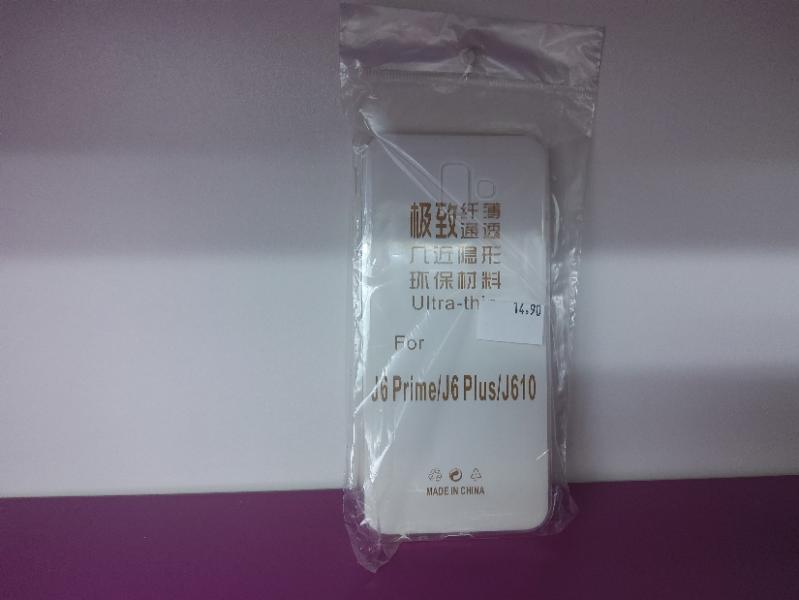 极致纤薄
通透
几近隐形
环保材料
Ultra-thi
14.90
For
J6 Prime/J6 Plus/J610
MADE IN CHINA